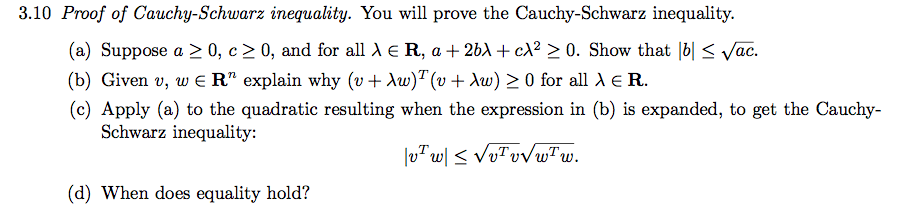 3.10 Proof of Cauchy-Schwarz inequality. You will prove the Cauchy-Schwarz inequality.
(a) Suppose a ≥ 0, c ≥ 0, and for all λ ∈ R, a + 2bλ + cλ² ≥ 0. Show that |b| ≤ √ac.
(b) Given v, w ∈ Rⁿ explain why (v + λw)ᵀ(v + λw) ≥ 0 for all λ ∈ R.
(c) Apply (a) to the quadratic resulting when the expression in (b) is expanded, to get the Cauchy-
Schwarz inequality:
|vᵀw| ≤ √vᵀv√wᵀw.
(d) When does equality hold?